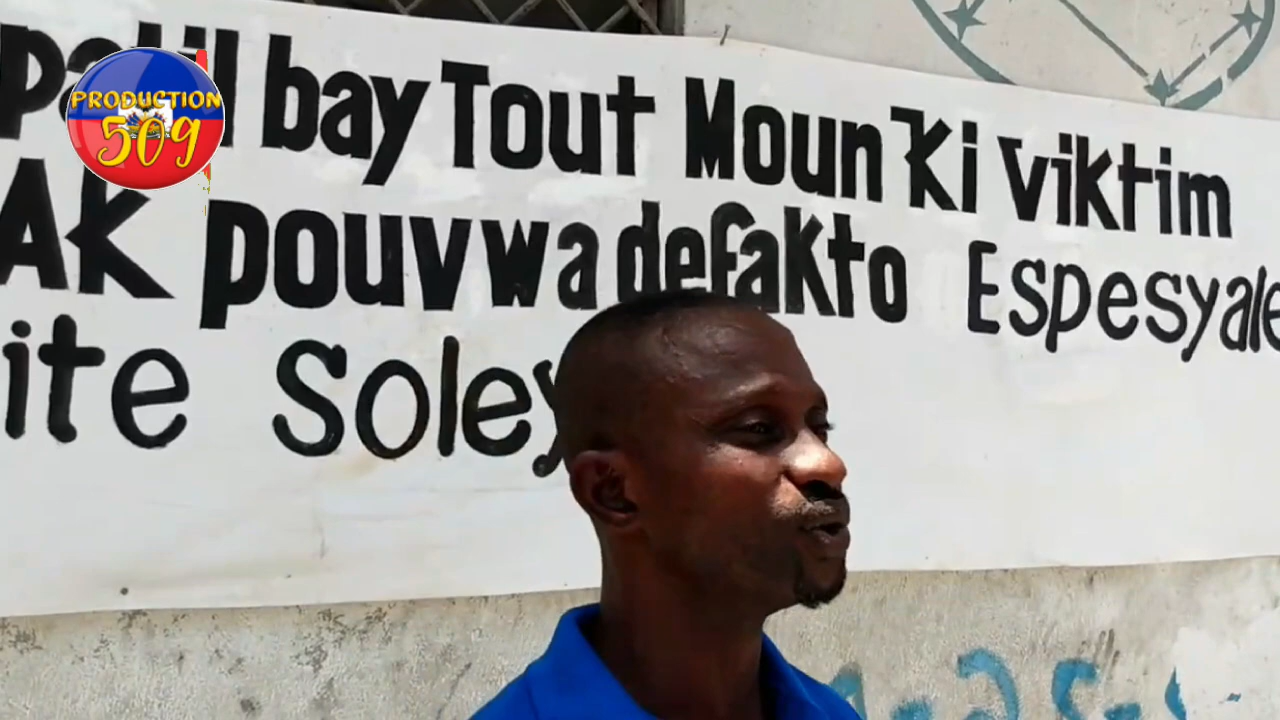 bay Tout Moun Ki viktim
AK pouvwa defakto Espesyale
ite Soley
PRODUCTION
509